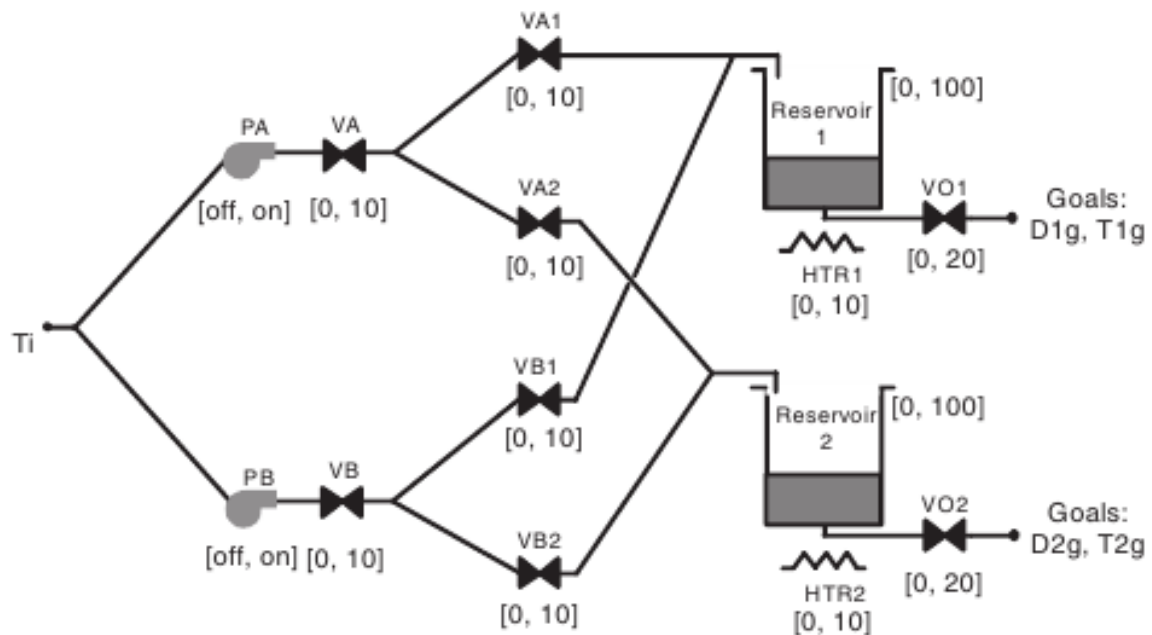 VA1
[0, 10]
[0, 100]
Reservoir
1
PA
VA
[off, on]
[0, 10]
VA2
[0, 10]
VO1
[0, 20]
Goals:
D1g, T1g
HTR1
[0, 10]
Ti
VB1
[0, 10]
[0, 100]
Reservoir
2
PB
VB
[off, on]
[0, 10]
VB2
[0, 10]
VO2
[0, 20]
Goals:
D2g, T2g
HTR2
[0, 10]